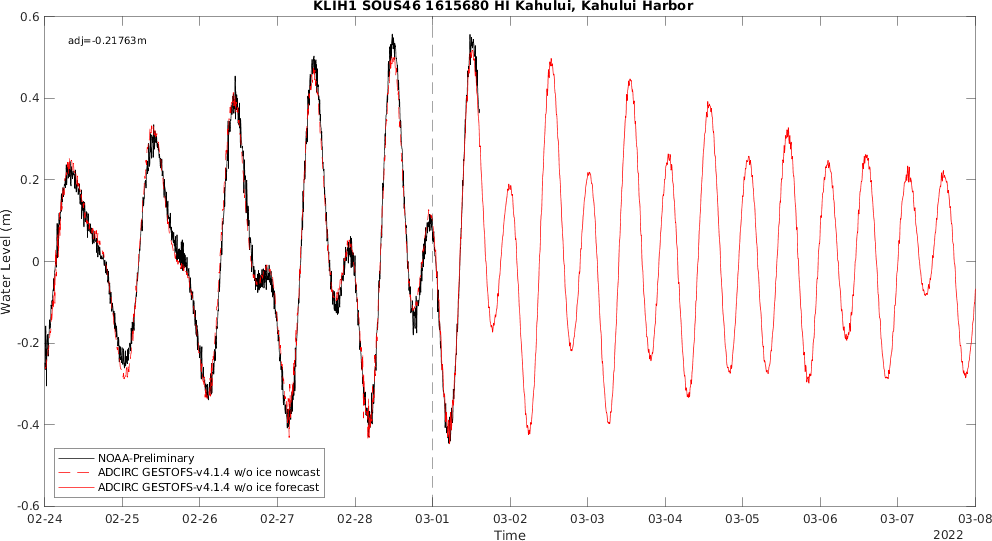 KLIH1 SOUS46 1615680 HI Kahului, Kahului Harbor
adj=-0.21763m
0.6
0.4
0.2
0
-0.2
-0.4
-0.6
Water Level (m)
NOAA-Preliminary
ADCIRC GESTOFS-v4.1.4 w/o ice nowcast
ADCIRC GESTOFS-v4.1.4 w/o ice forecast
02-24 02-25 02-26 02-27 02-28 03-01 03-02 03-03 03-04 03-05 03-06 03-07 03-08
Time
2022